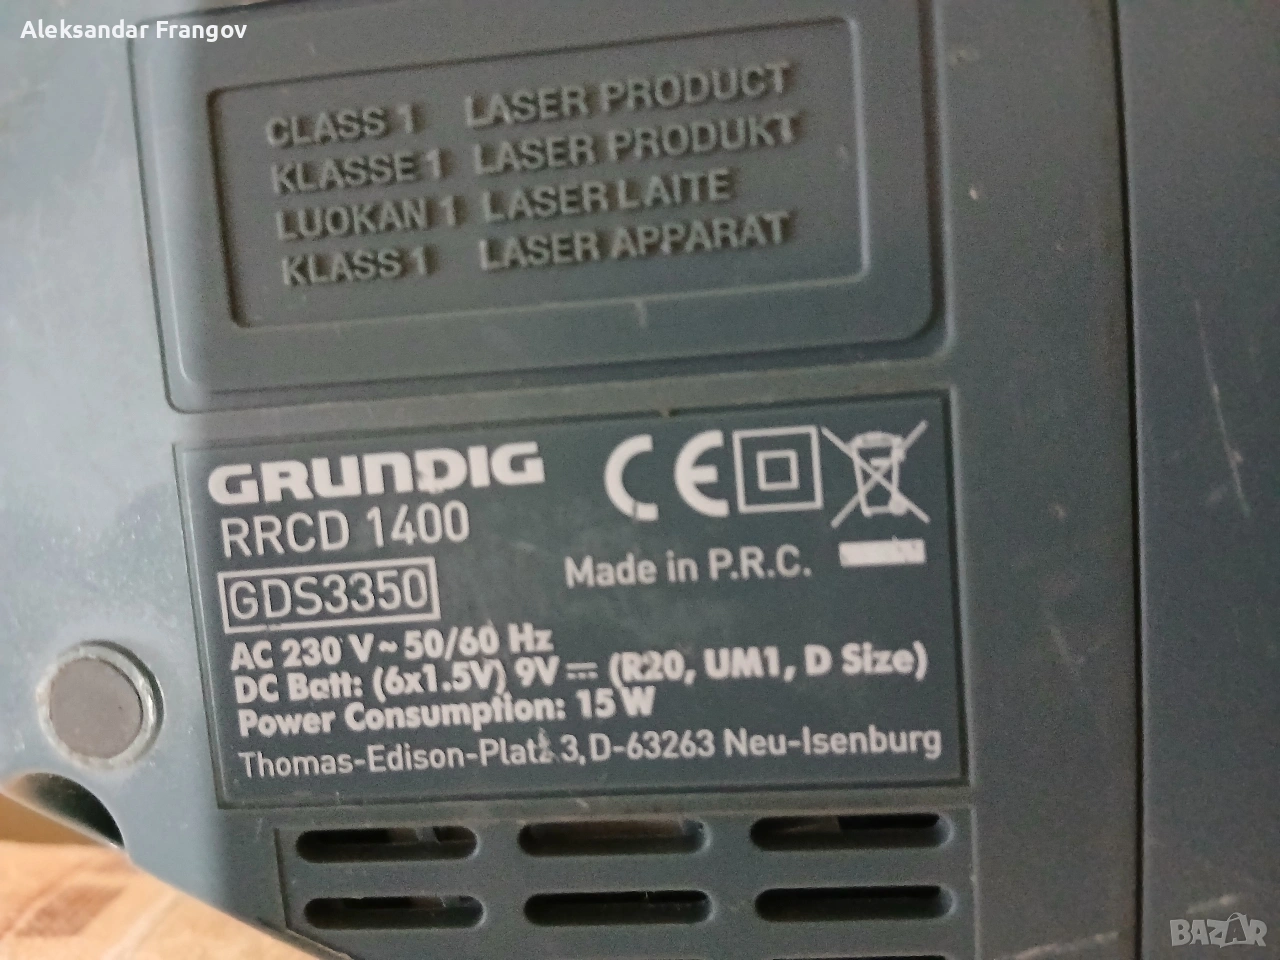 Aleksandar Frangov
CLASS 1 LASER PRODUCT
KLASSE 1 LASER PRODUKT
LUOKAN 1 LASER LAITE
KLASS 1 LASER APPARAT
GRUNDIG
RRCD 1400
GDS3350
CE
Made in P.R.C.
AC 230 V ~ 50/60 Hz
DC Batt: (6x1.5V) 9V ⎓ (R20, UM1, D Size)
Power Consumption: 15 W
Thomas-Edison-Platz 3, D-63263 Neu-Isenburg
BAZAR